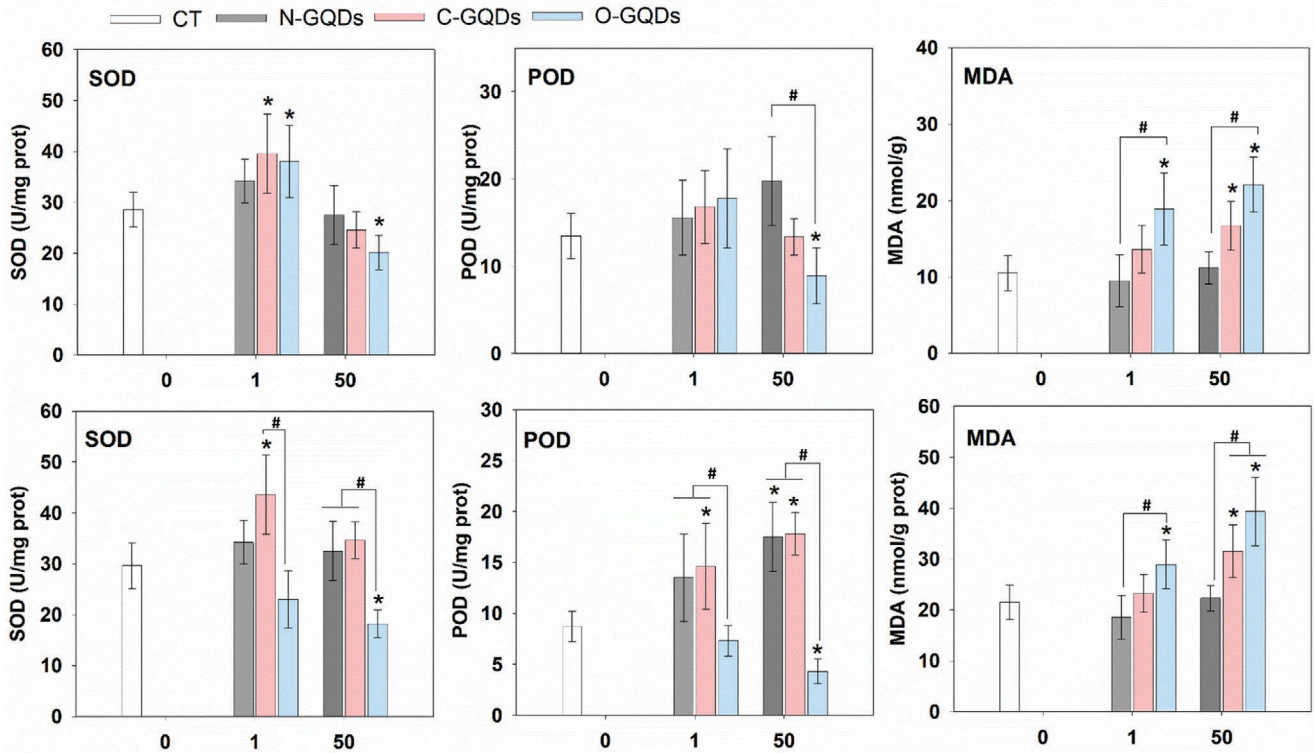 CT N-GQDs C-GQDs O-GQDs
SOD
SOD (U/mg prot)
60
50
40
30
20
10
0
* * *
0 1 50
POD
POD (U/mg prot)
30
20
10
0
#
*
0 1 50
MDA
MDA (nmol/g)
40
30
20
10
0
# #
* * *
0 1 50
SOD
SOD (U/mg prot)
60
50
40
30
20
10
0
# #
* *
0 1 50
POD
POD (U/mg prot)
30
25
20
15
10
5
0
# #
* * * *
0 1 50
MDA
MDA (nmol/g prot)
60
50
40
30
20
10
0
# #
* * *
0 1 50